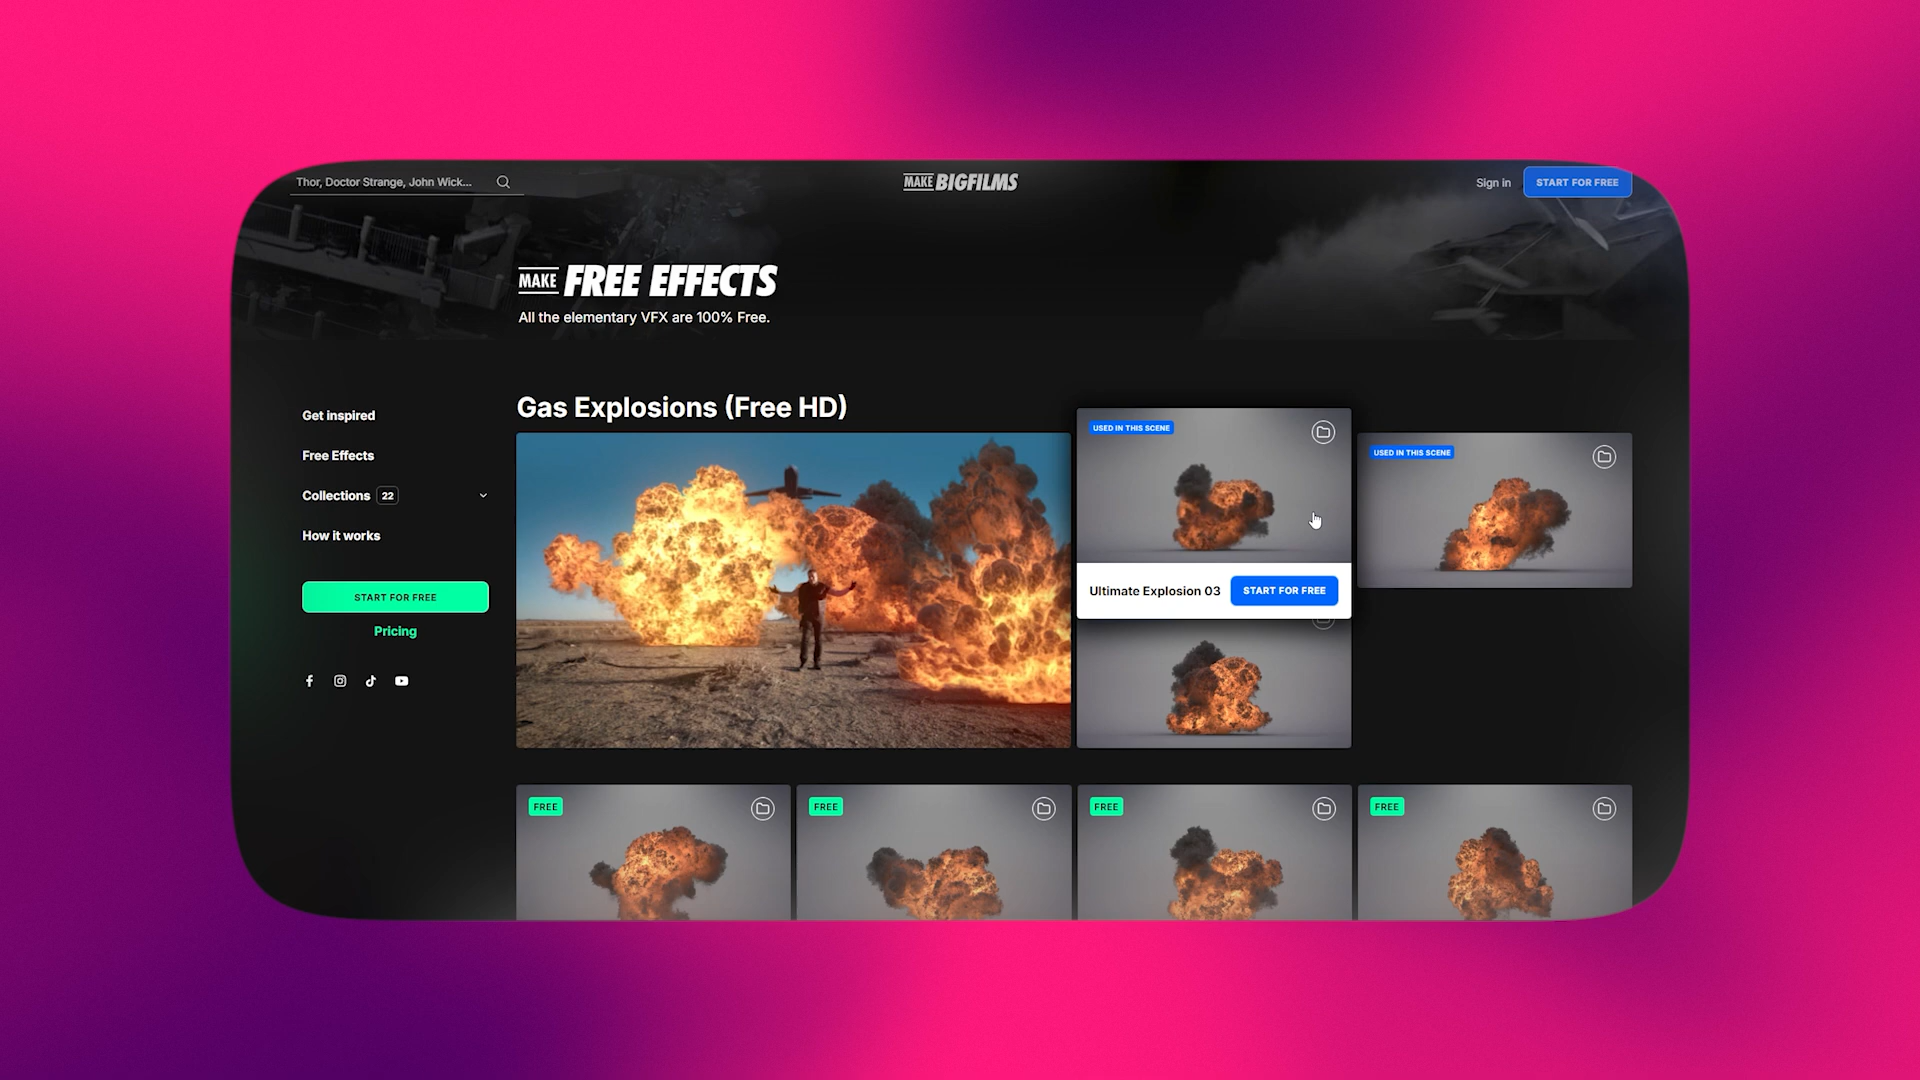 Thor, Doctor Strange, John Wick...
MAKE BIGFILMS
Sign in
START FOR FREE
MAKE FREE EFFECTS
All the elementary VFX are 100% Free.
Get inspired
Free Effects
Collections 22
How it works
START FOR FREE
Pricing
Gas Explosions (Free HD)
USED IN THIS SCENE
USED IN THIS SCENE
Ultimate Explosion 03
START FOR FREE
FREE
FREE
FREE
FREE